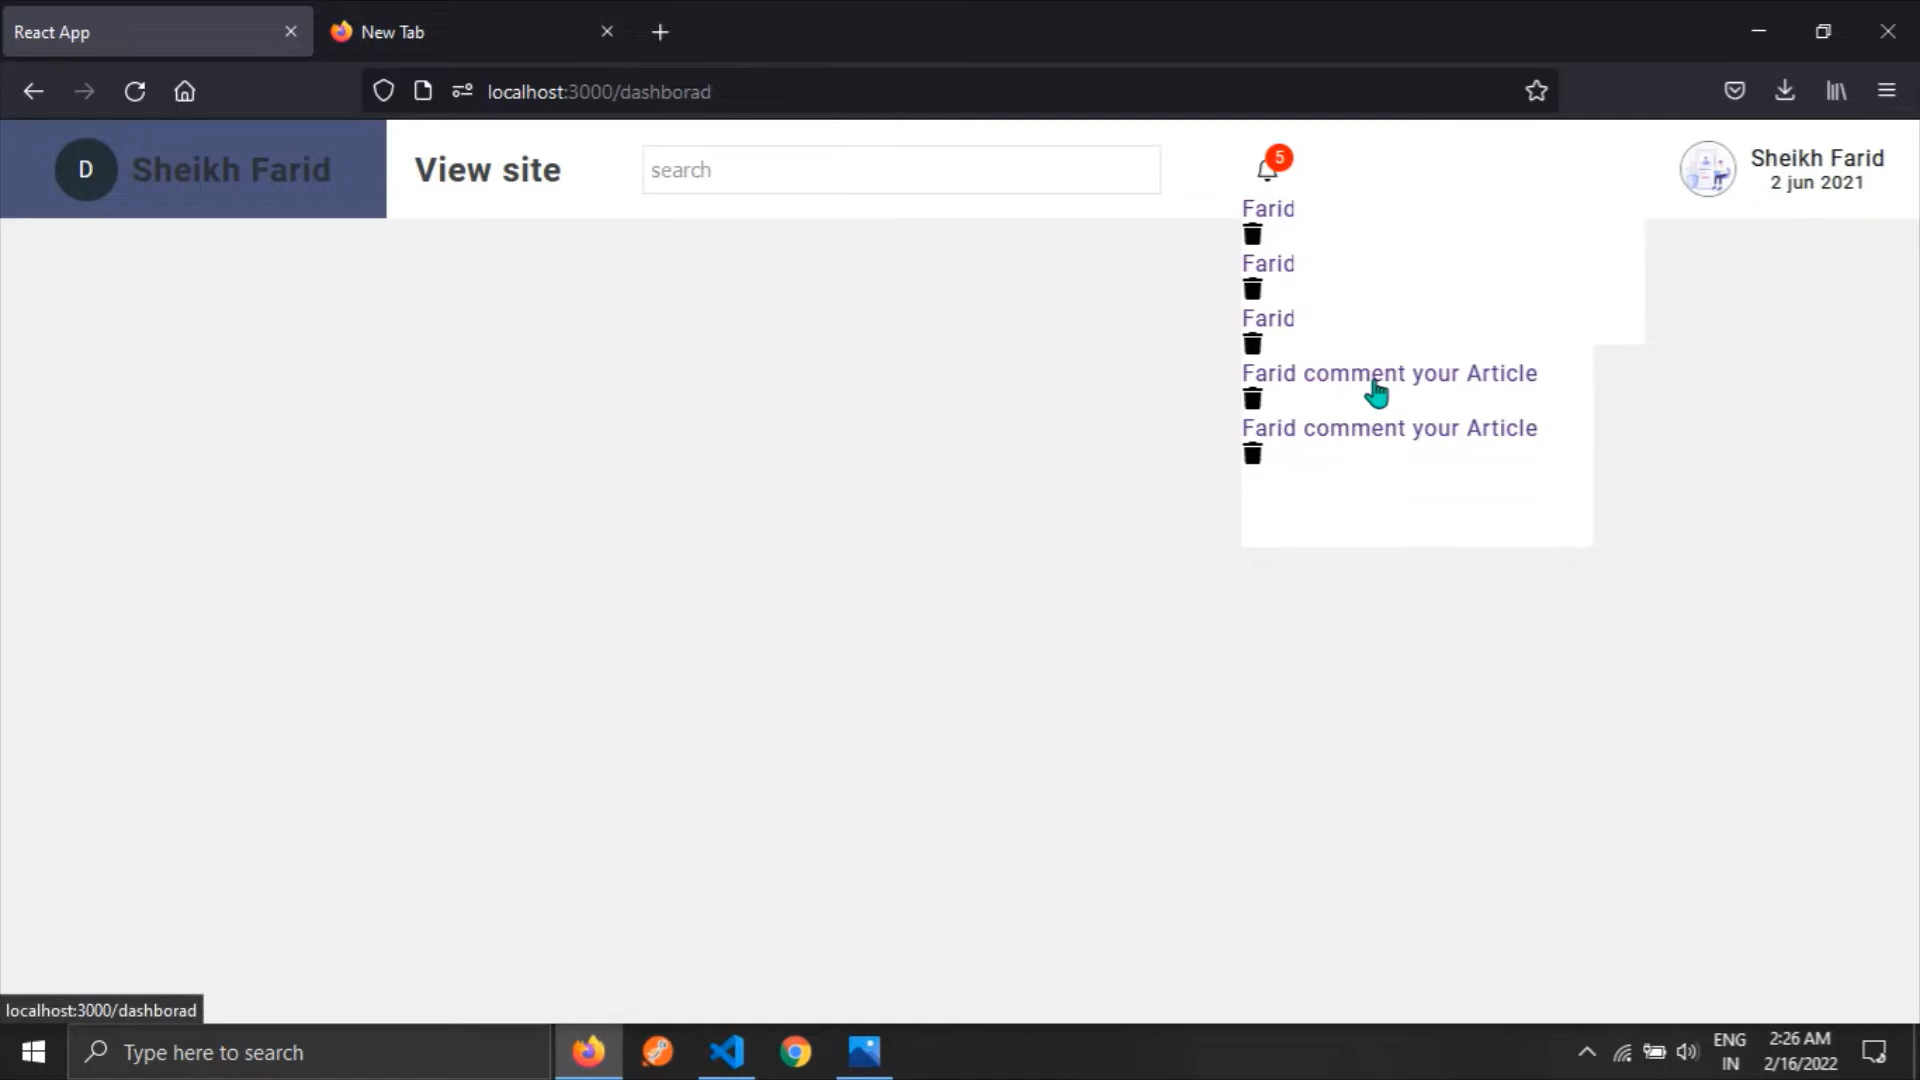 React App
New Tab
localhost:3000/dashborad
D Sheikh Farid
View site
search
5
Sheikh Farid
2 jun 2021
Farid
Farid
Farid
Farid comment your Article
Farid comment your Article
localhost:3000/dashborad
Type here to search
ENG
IN
2:26 AM
2/16/2022